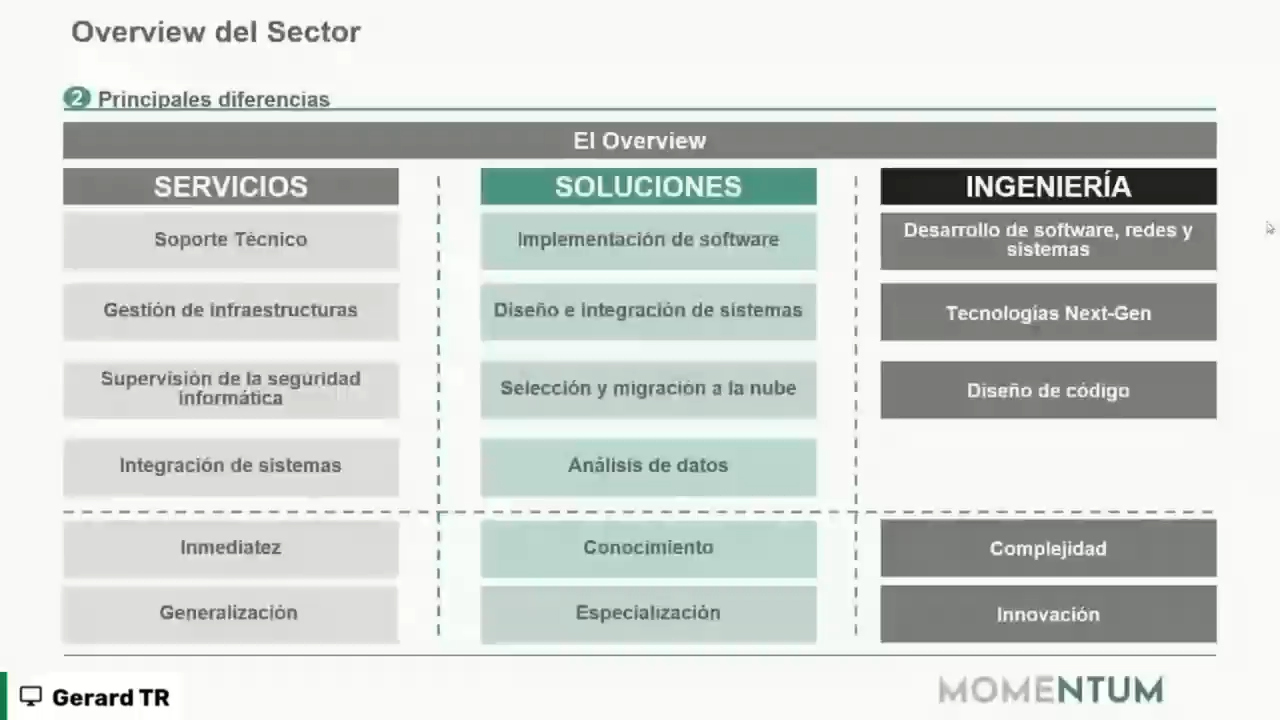 Overview del Sector
2 Principales diferencias
El Overview
SERVICIOS
Soporte Técnico
Gestión de infraestructuras
Supervisión de la seguridad
informática
Integración de sistemas
Inmediatez
Generalización
SOLUCIONES
Implementación de software
Diseño e integración de sistemas
Selección y migración a la nube
Análisis de datos
Conocimiento
Especialización
INGENIERÍA
Desarrollo de software, redes y
sistemas
Tecnologías Next-Gen
Diseño de código
Complejidad
Innovación
Gerard TR
MOMENTUM